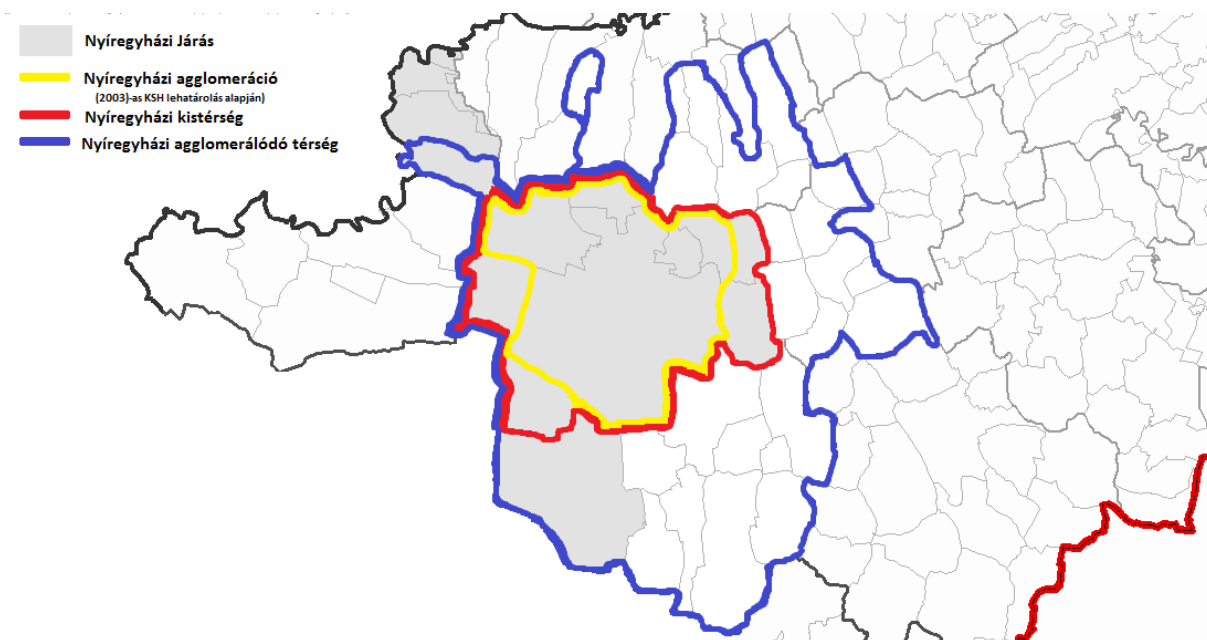 Nyíregyházi Járás
Nyíregyházi agglomeráció
(2003)-as KSH lehatárolás alapján)
Nyíregyházi kistérség
Nyíregyházi agglomerálódó térség